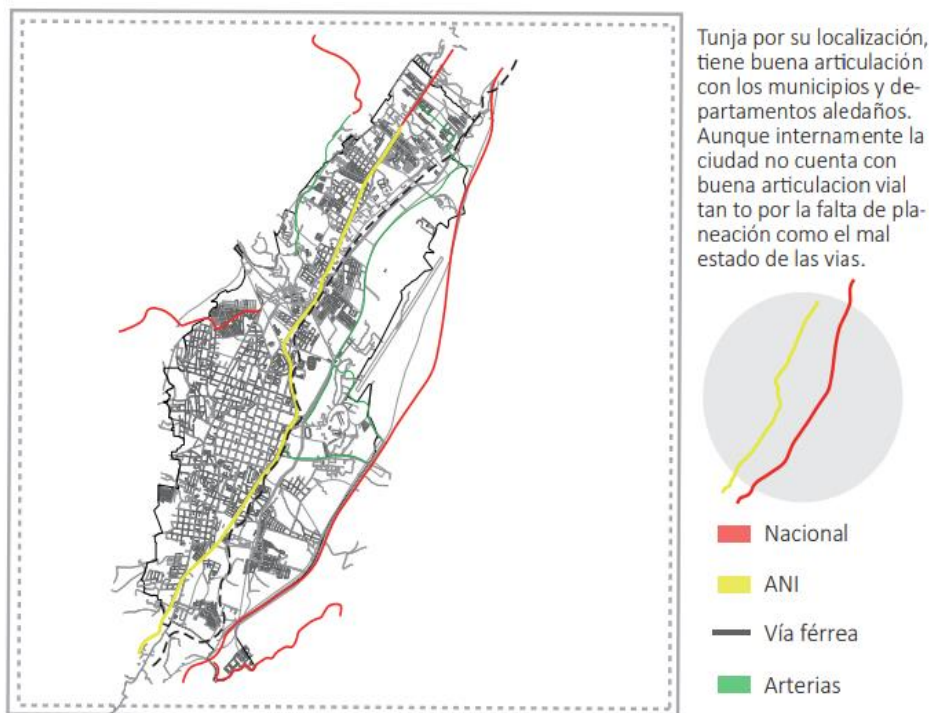 Tunja por su localización,
tiene buena articulación
con los municipios y de-
partamentos aledaños.
Aunque internamente la
ciudad no cuenta con
buena articulacion vial
tan to por la falta de pla-
neación como el mal
estado de las vias.
Nacional
ANI
Vía férrea
Arterias